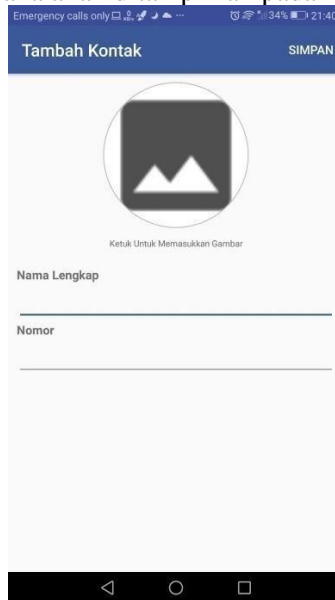 Emergency calls only 34% 21:40
Tambah Kontak SIMPAN
Ketuk Untuk Memasukkan Gambar
Nama Lengkap
Nomor